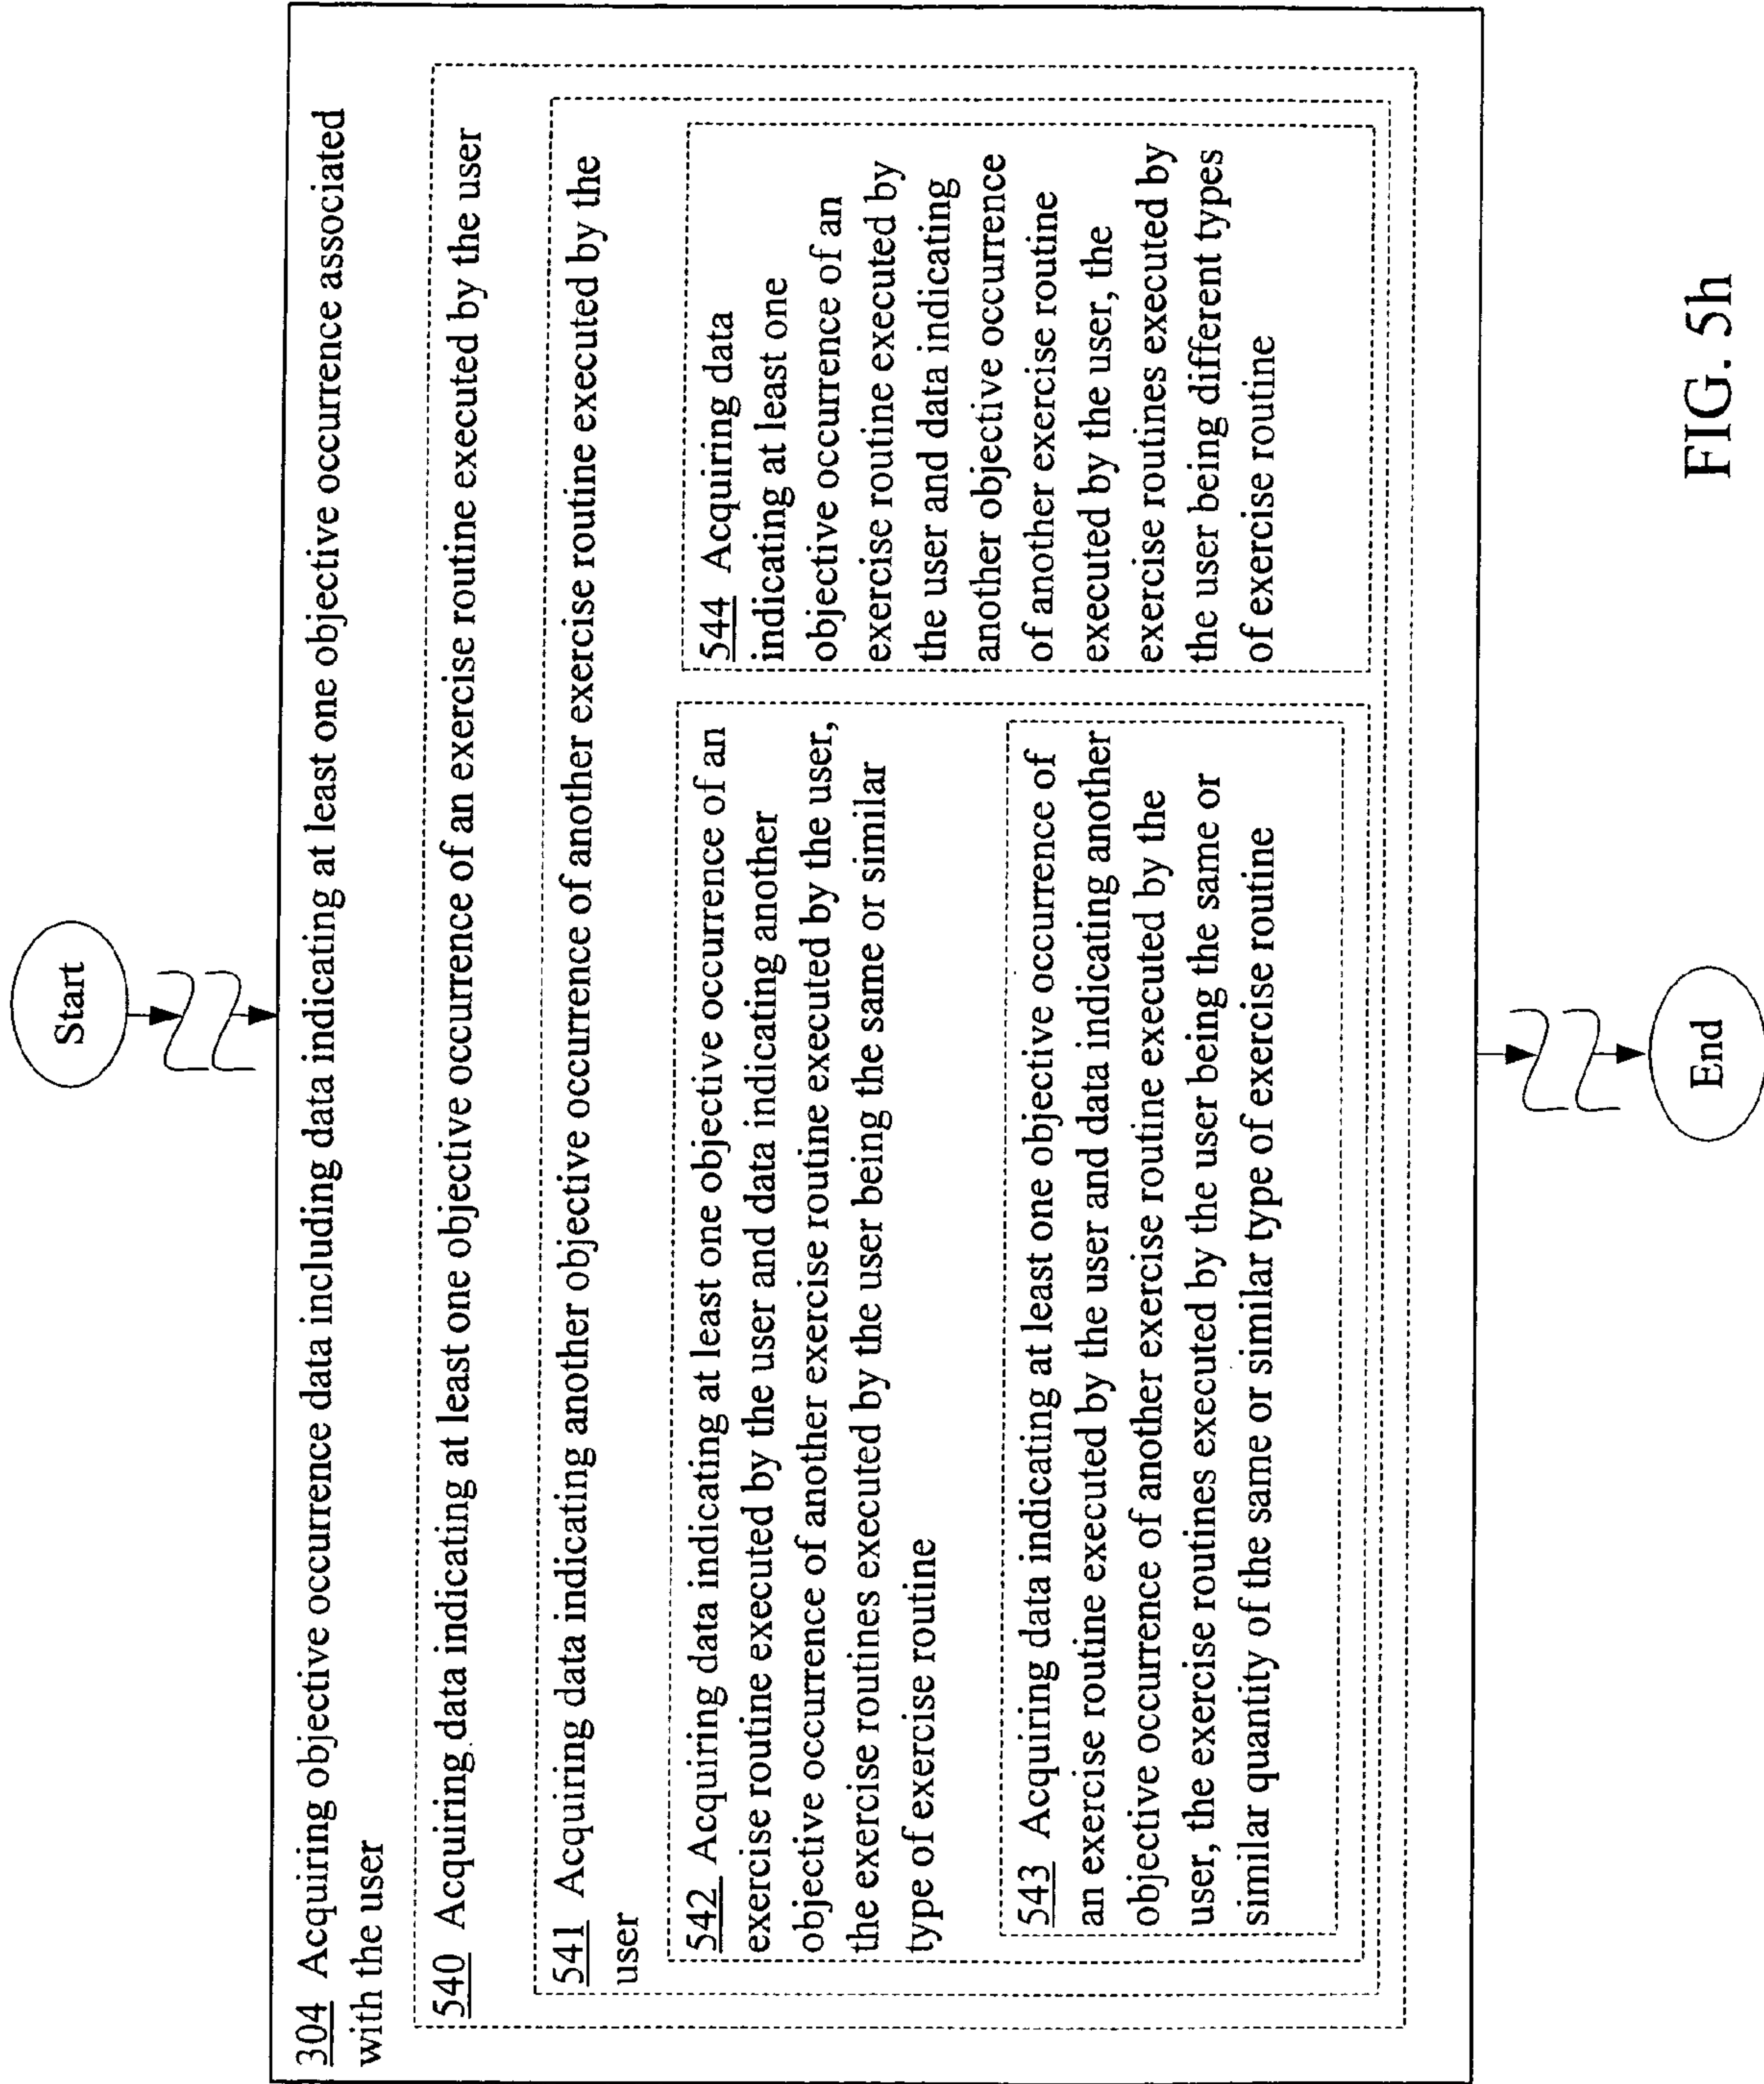 Start
304 Acquiring objective occurrence data including data indicating at least one objective occurrence associated
with the user
540 Acquiring data indicating at least one objective occurrence of an exercise routine executed by the user
541 Acquiring data indicating another objective occurrence of another exercise routine executed by the
user
542 Acquiring data indicating at least one objective occurrence of an
exercise routine executed by the user and data indicating another
objective occurrence of another exercise routine executed by the user,
the exercise routines executed by the user being the same or similar
type of exercise routine
543 Acquiring data indicating at least one objective occurrence of
an exercise routine executed by the user and data indicating another
objective occurrence of another exercise routine executed by the
user, the exercise routines executed by the user being the same or
similar quantity of the same or similar type of exercise routine
544 Acquiring data
indicating at least one
objective occurrence of an
exercise routine executed by
the user and data indicating
another objective occurrence
of another exercise routine
executed by the user, the
exercise routines executed by
the user being different types
of exercise routine
End
FIG. 5h